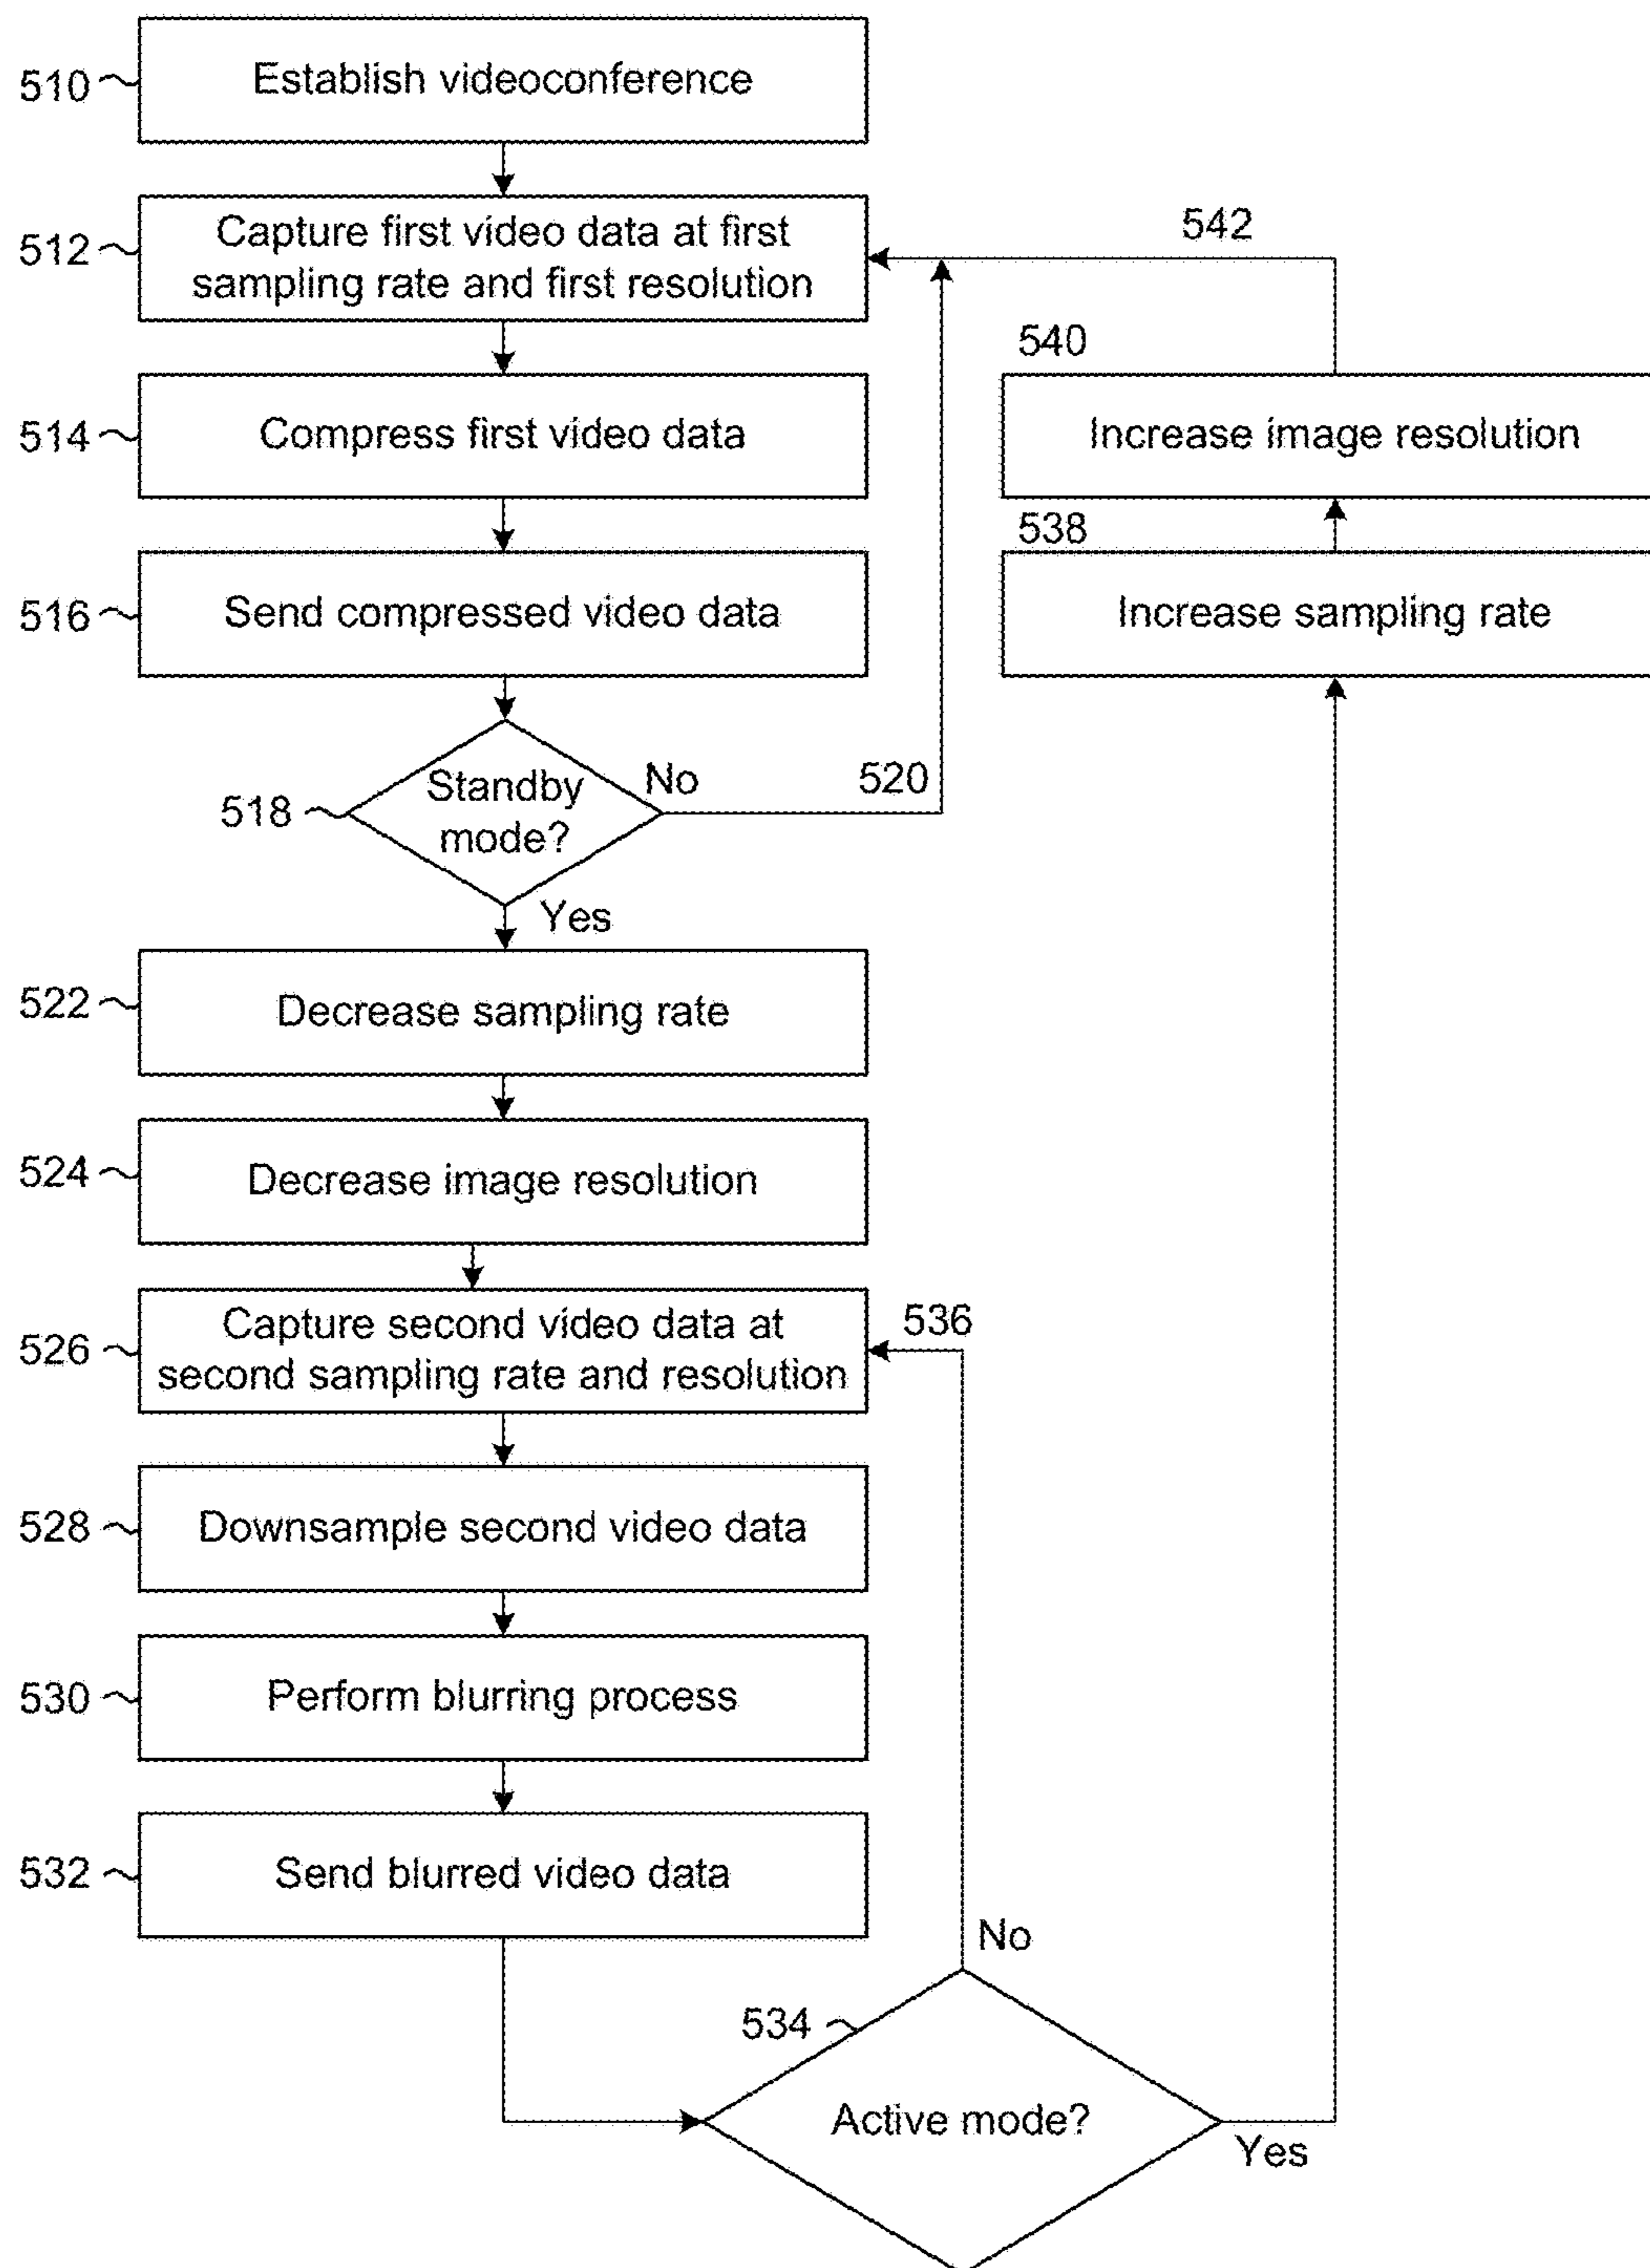 510
Establish videoconference
512
Capture first video data at first
sampling rate and first resolution
542
540
514
Compress first video data
Increase image resolution
538
516
Send compressed video data
Increase sampling rate
518
Standby
mode?
No
520
Yes
522
Decrease sampling rate
524
Decrease image resolution
526
Capture second video data at
second sampling rate and resolution
536
528
Downsample second video data
530
Perform blurring process
532
Send blurred video data
No
534
Active mode?
Yes